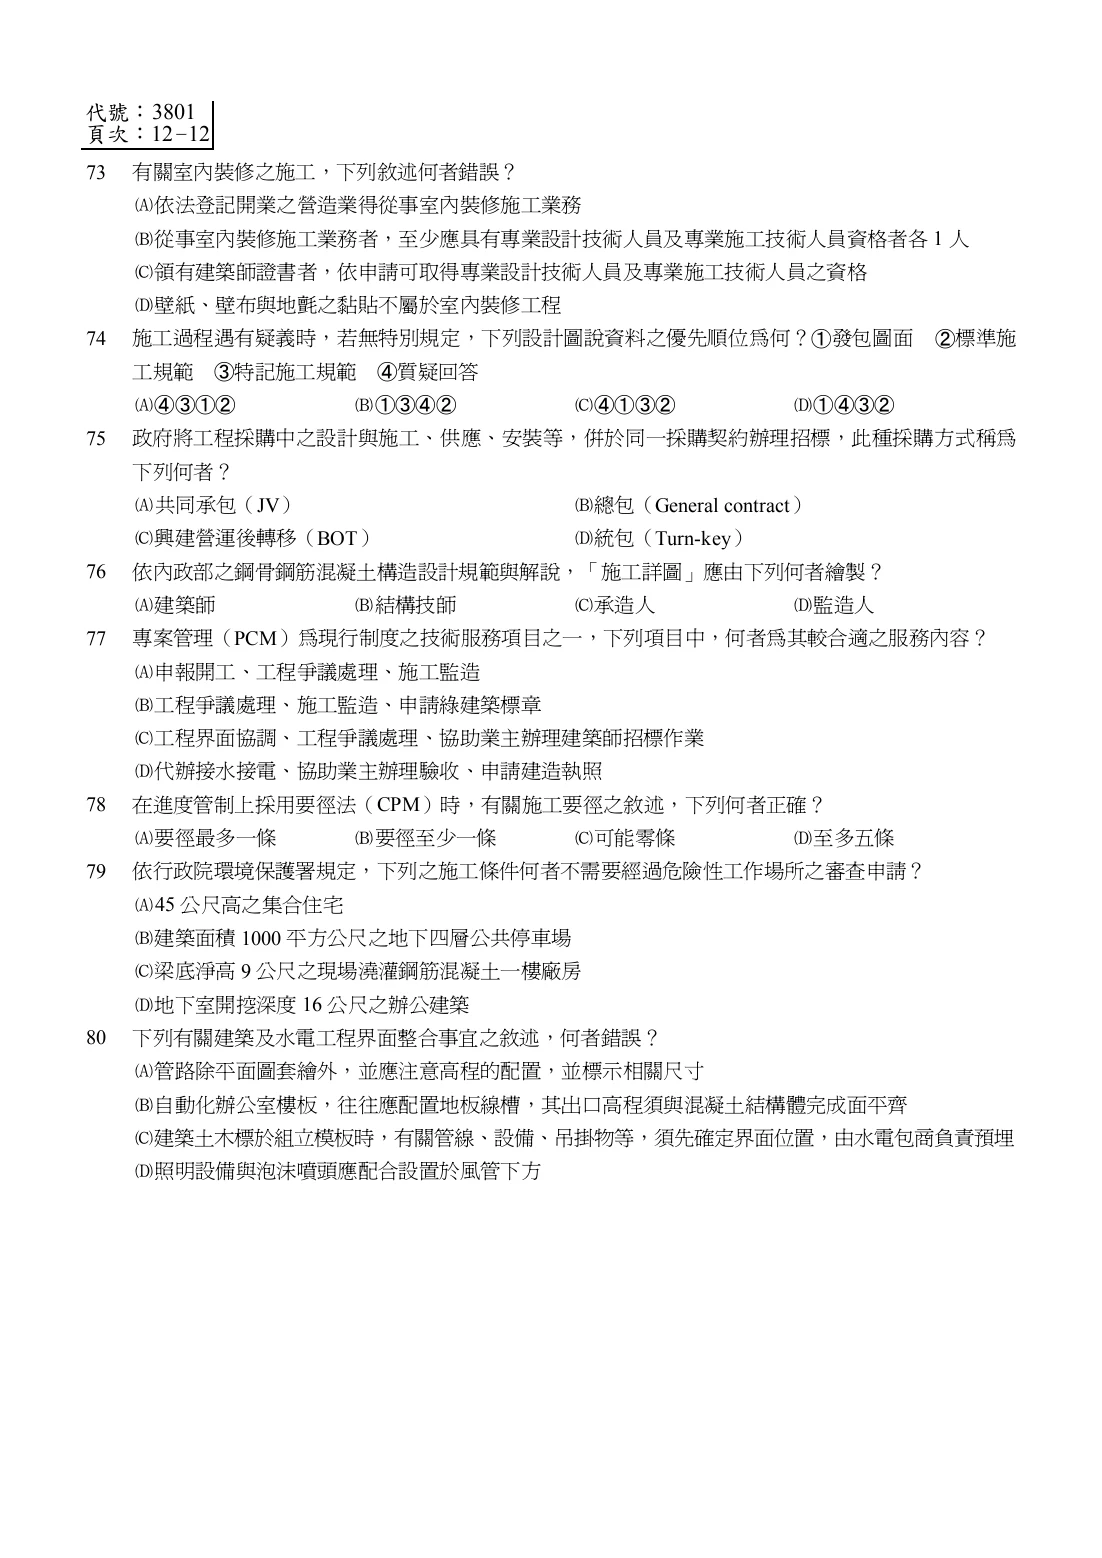 代號：3801
頁次：12－12
73 有關室內裝修之施工，下列敘述何者錯誤？
(A)依法登記開業之營造業得從事室內裝修施工業務
(B)從事室內裝修施工業務者，至少應具有專業設計技術人員及專業施工技術人員資格者各 1 人
(C)領有建築師證書者，依申請可取得專業設計技術人員及專業施工技術人員之資格
(D)壁紙、壁布與地氈之黏貼不屬於室內裝修工程
74 施工過程遇有疑義時，若無特別規定，下列設計圖說資料之優先順位為何？①發包圖面 ②標準施
工規範 ③特記施工規範 ④質疑回答
(A)④③①② (B)①③④② (C)④①③② (D)①④③②
75 政府將工程採購中之設計與施工、供應、安裝等，併於同一採購契約辦理招標，此種採購方式稱為
下列何者？
(A)共同承包（JV） (B)總包（General contract）
(C)興建營運後轉移（BOT） (D)統包（Turn-key）
76 依內政部之鋼骨鋼筋混凝土構造設計規範與解說，「施工詳圖」應由下列何者繪製？
(A)建築師 (B)結構技師 (C)承造人 (D)監造人
77 專案管理（PCM）為現行制度之技術服務項目之一，下列項目中，何者為其較合適之服務內容？
(A)申報開工、工程爭議處理、施工監造
(B)工程爭議處理、施工監造、申請綠建築標章
(C)工程界面協調、工程爭議處理、協助業主辦理建築師招標作業
(D)代辦接水接電、協助業主辦理驗收、申請建造執照
78 在進度管制上採用要徑法（CPM）時，有關施工要徑之敘述，下列何者正確？
(A)要徑最多一條 (B)要徑至少一條 (C)可能零條 (D)至多五條
79 依行政院環境保護署規定，下列之施工條件何者不需要經過危險性工作場所之審查申請？
(A)45 公尺高之集合住宅
(B)建築面積 1000 平方公尺之地下四層公共停車場
(C)梁底淨高 9 公尺之現場澆灌鋼筋混凝土一樓廠房
(D)地下室開挖深度 16 公尺之辦公建築
80 下列有關建築及水電工程界面整合事宜之敘述，何者錯誤？
(A)管路除平面圖套繪外，並應注意高程的配置，並標示相關尺寸
(B)自動化辦公室樓板，往往應配置地板線槽，其出口高程須與混凝土結構體完成面平齊
(C)建築土木標於組立模板時，有關管線、設備、吊掛物等，須先確定界面位置，由水電包商負責預埋
(D)照明設備與泡沫噴頭應配合設置於風管下方